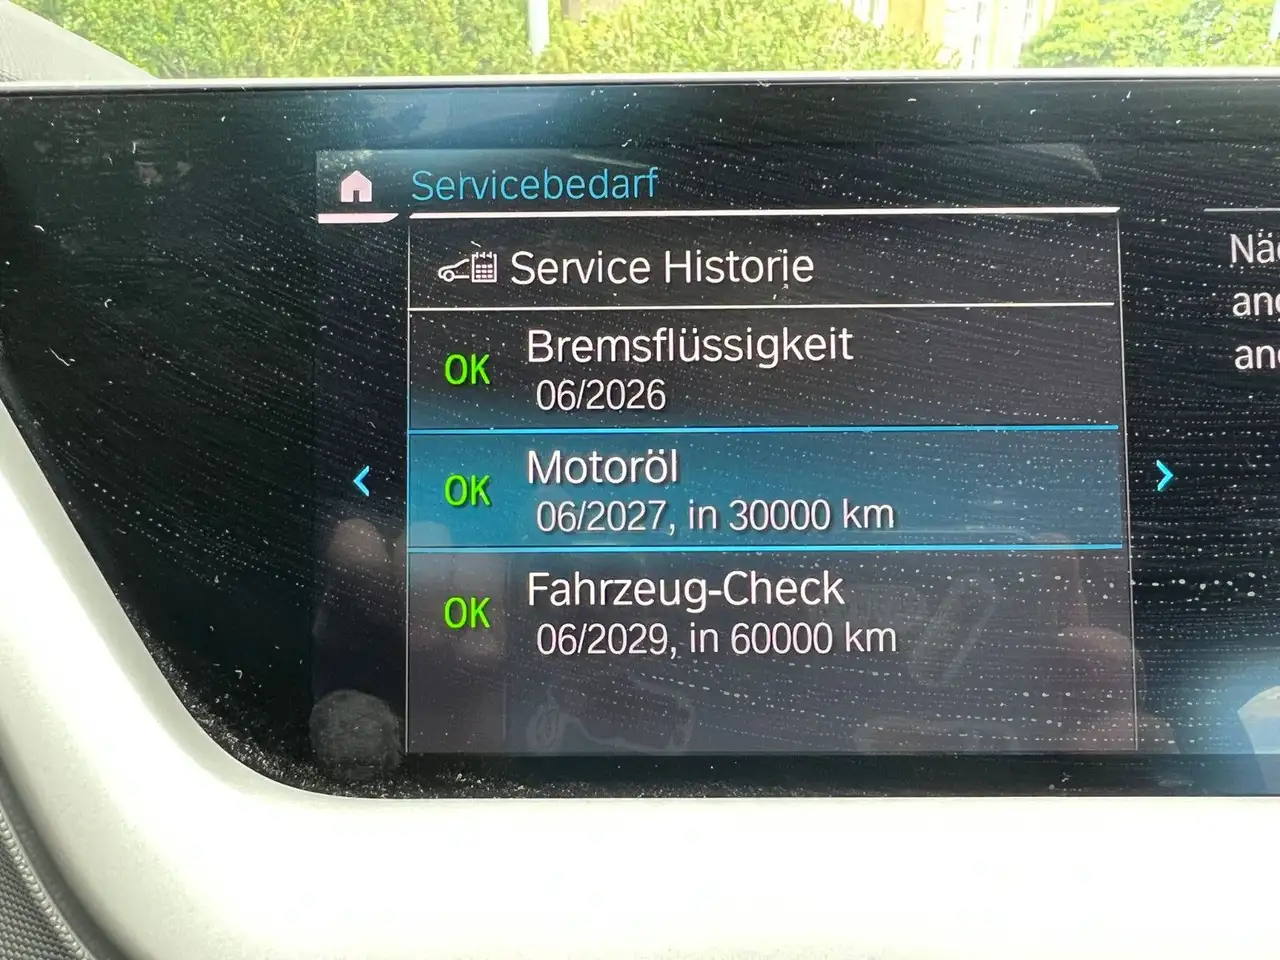 Servicebedarf
Service Historie
OK Bremsflüssigkeit
06/2026
OK Motoröl
06/2027, in 30000 km
OK Fahrzeug-Check
06/2029, in 60000 km